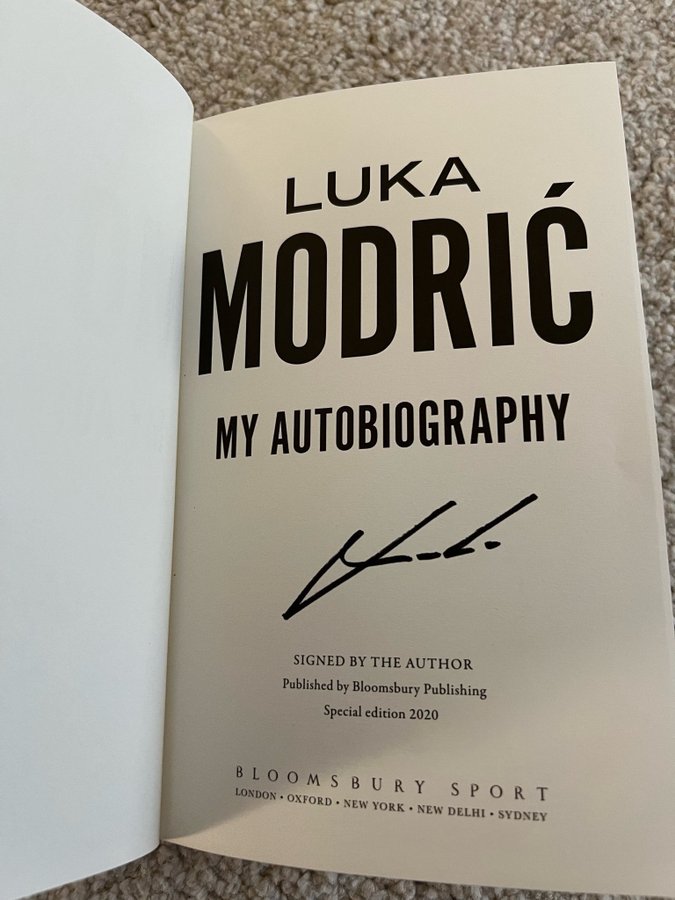 LUKA
MODRIĆ
MY AUTOBIOGRAPHY
SIGNED BY THE AUTHOR
Published by Bloomsbury Publishing
Special edition 2020
BLOOMSBURY SPORT
LONDON • OXFORD • NEW YORK • NEW DELHI • SYDNEY